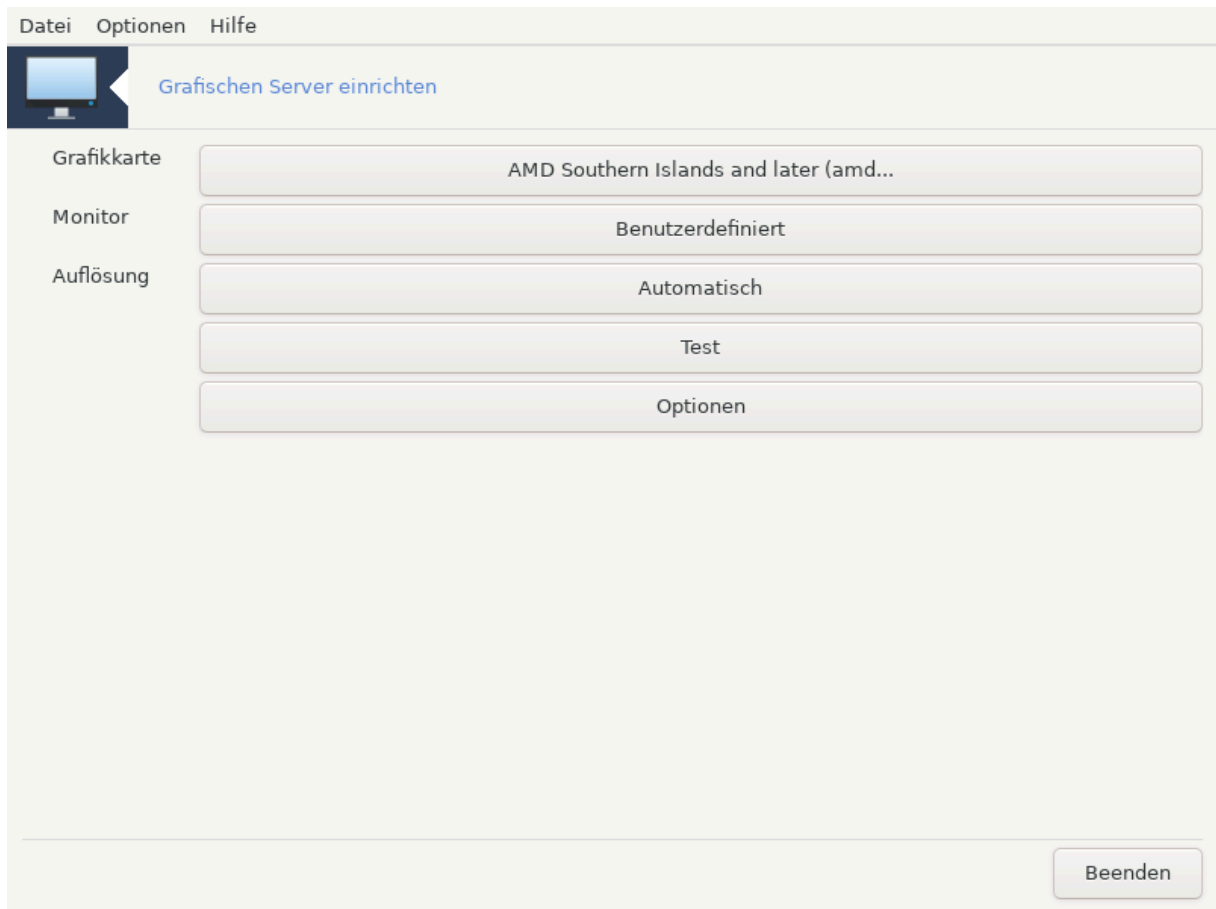 Datei Optionen Hilfe
Grafischen Server einrichten
Grafikkarte AMD Southern Islands and later (amd...
Monitor Benutzerdefiniert
Auflösung Automatisch
Test
Optionen
Beenden